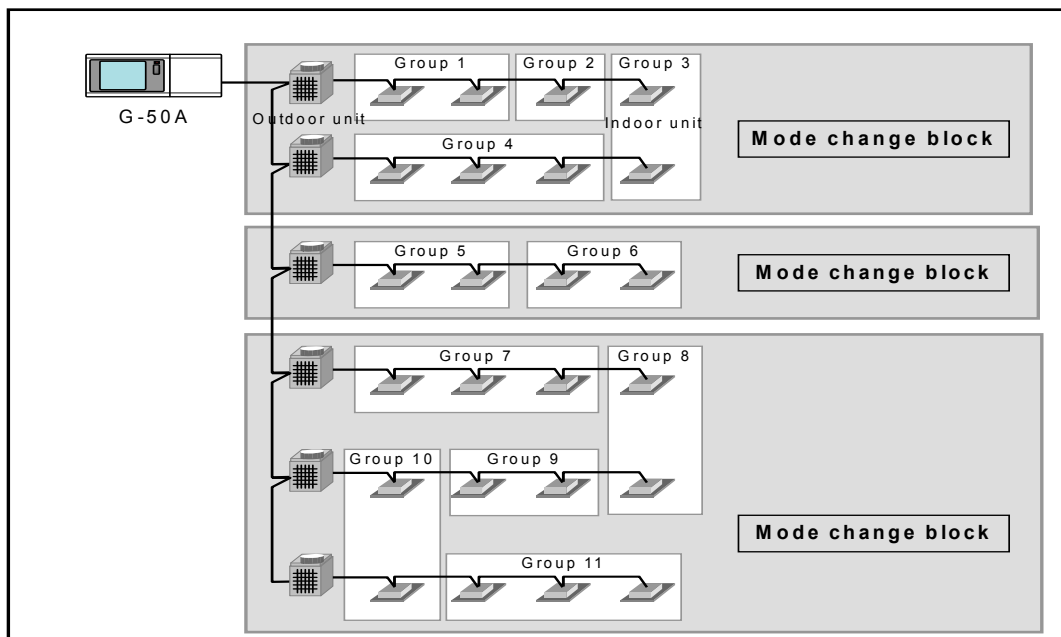 Group 1 Group 2 Group 3
G-50A
Outdoor unit
Indoor unit
Mode change block
Group 4
Group 5 Group 6
Mode change block
Group 7 Group 8
Group 10 Group 9
Mode change block
Group 11